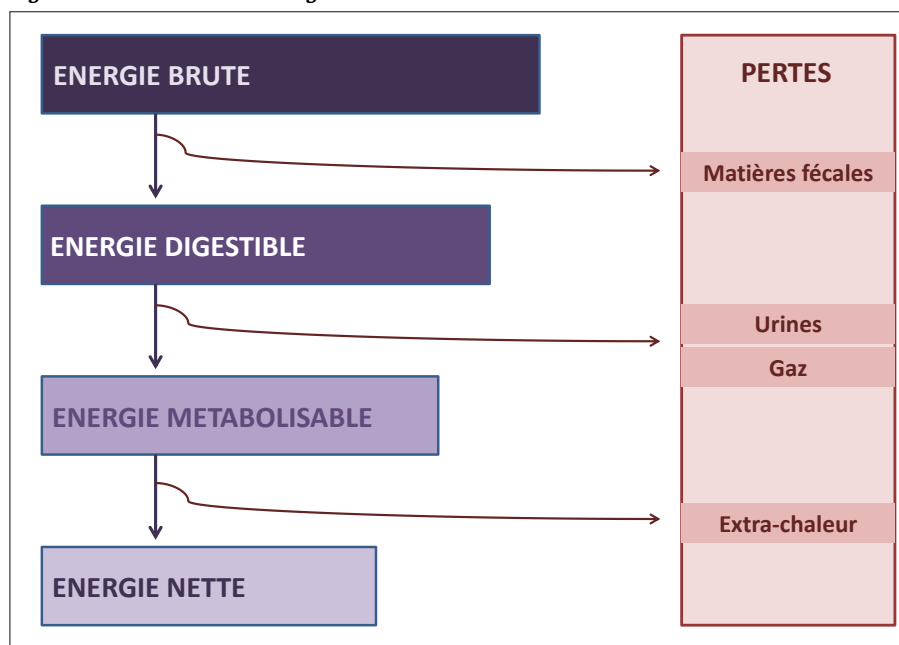 ENERGIE BRUTE
PERTES
Matières fécales
ENERGIE DIGESTIBLE
Urines
Gaz
ENERGIE METABOLISABLE
Extra-chaleur
ENERGIE NETTE